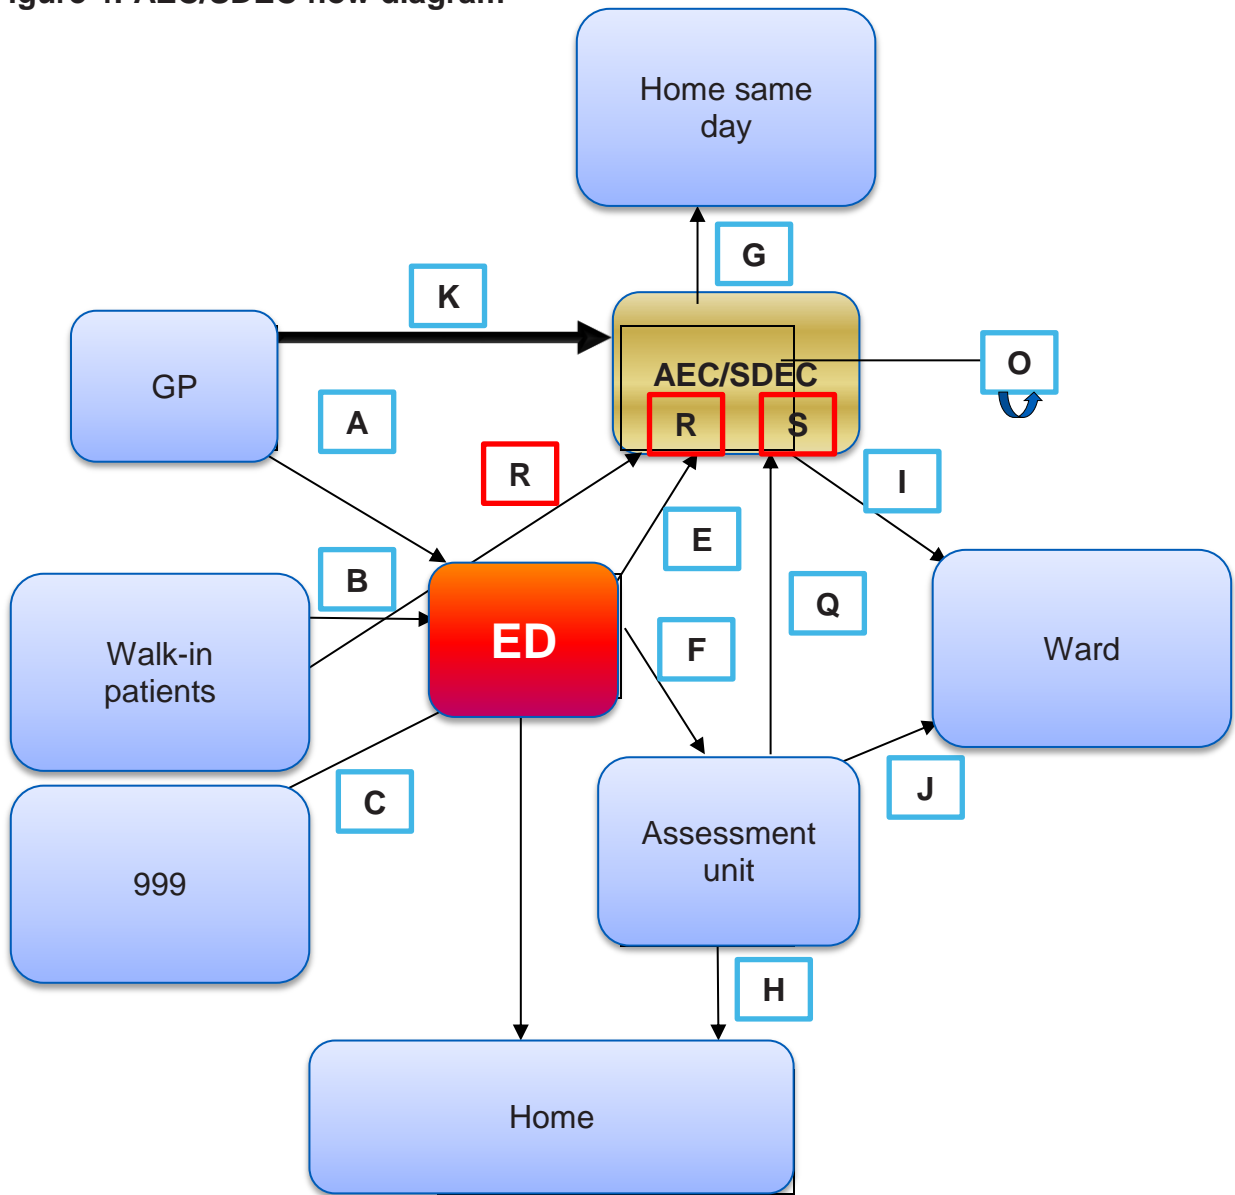 Home same
day
G
K
GP
AEC/SDEC
O
A
R
S
R
I
E
B
Q
ED
F
Walk-in
patients
Ward
C
J
Assessment
unit
999
H
Home